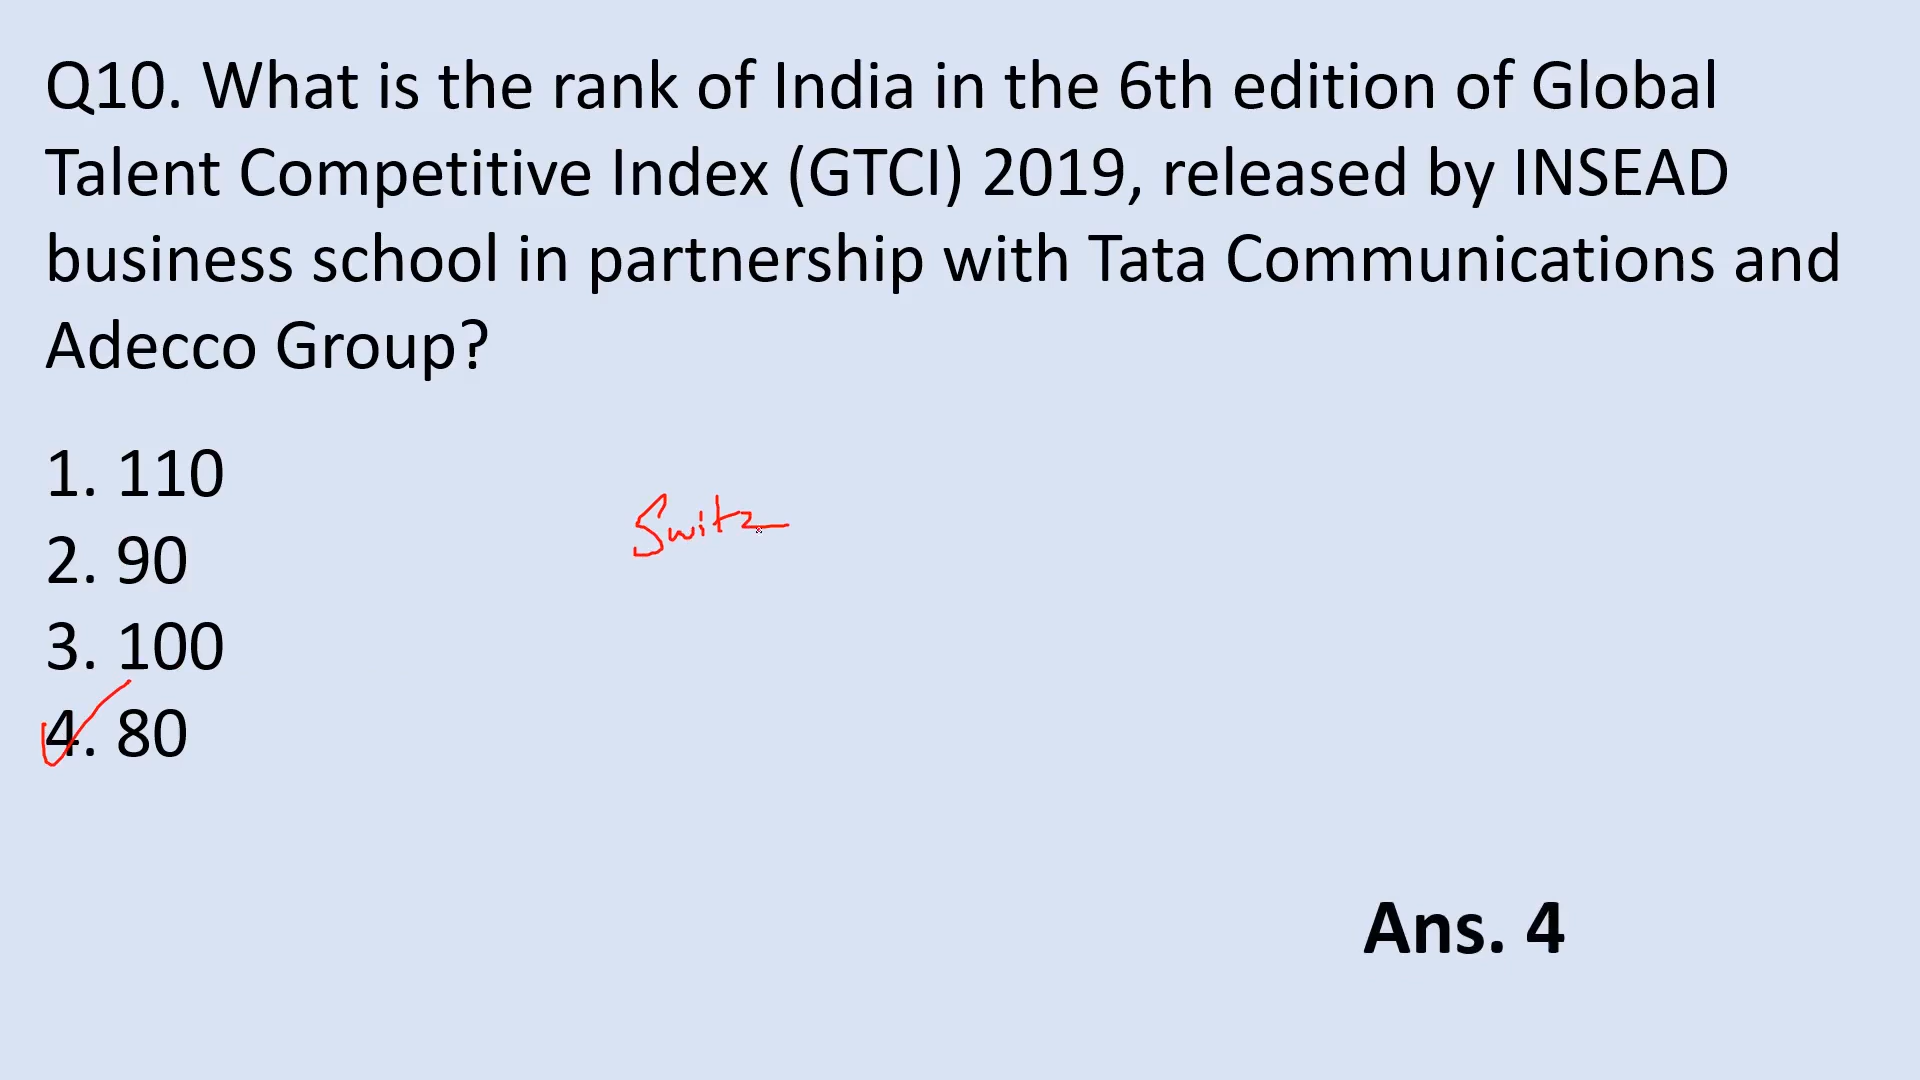 Q10. What is the rank of India in the 6th edition of Global
Talent Competitive Index (GTCI) 2019, released by INSEAD
business school in partnership with Tata Communications and
Adecco Group?
1. 110
2. 90
3. 100
4. 80
Switz
Ans. 4